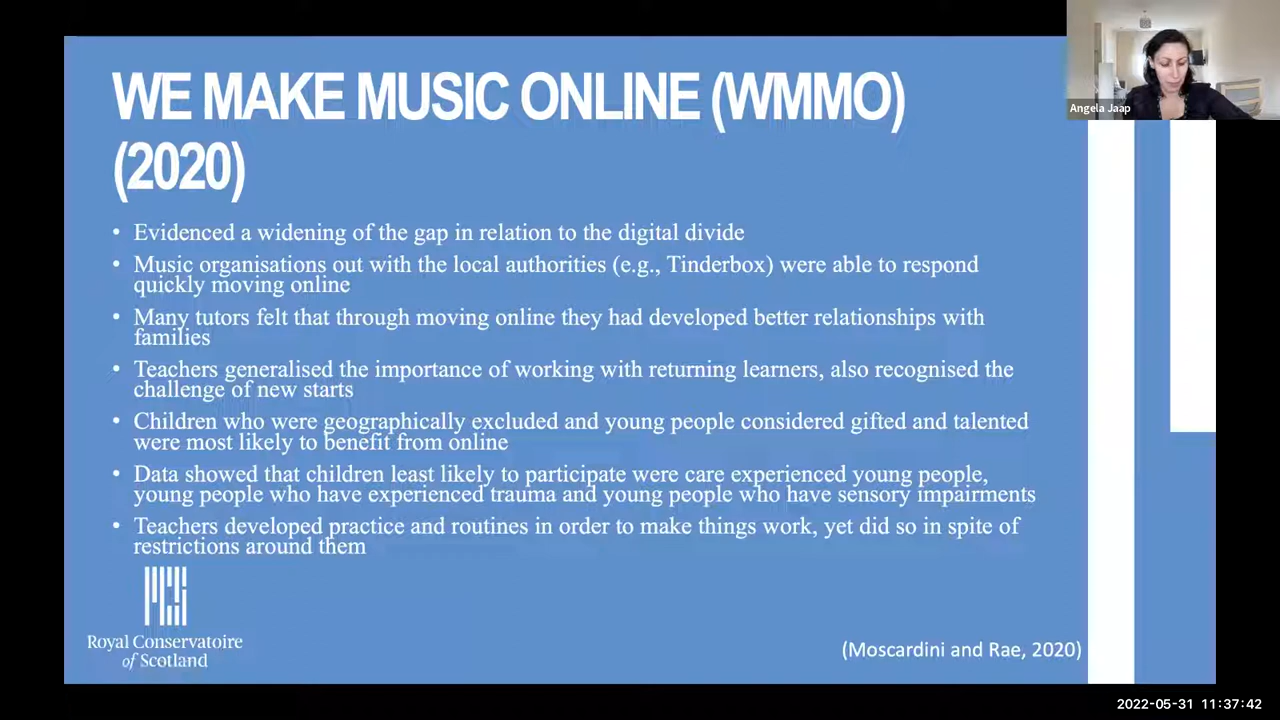 WE MAKE MUSIC ONLINE (WMMO)
(2020)
• Evidenced a widening of the gap in relation to the digital divide
• Music organisations out with the local authorities (e.g., Tinderbox) were able to respond
quickly moving online
• Many tutors felt that through moving online they had developed better relationships with
families
• Teachers generalised the importance of working with returning learners, also recognised the
challenge of new starts
• Children who were geographically excluded and young people considered gifted and talented
were most likely to benefit from online
• Data showed that children least likely to participate were care experienced young people,
young people who have experienced trauma and young people who have sensory impairments
• Teachers developed practice and routines in order to make things work, yet did so in spite of
restrictions around them
Royal Conservatoire
of Scotland
(Moscardini and Rae, 2020)
Angela Jaap
2022-05-31 11:37:42